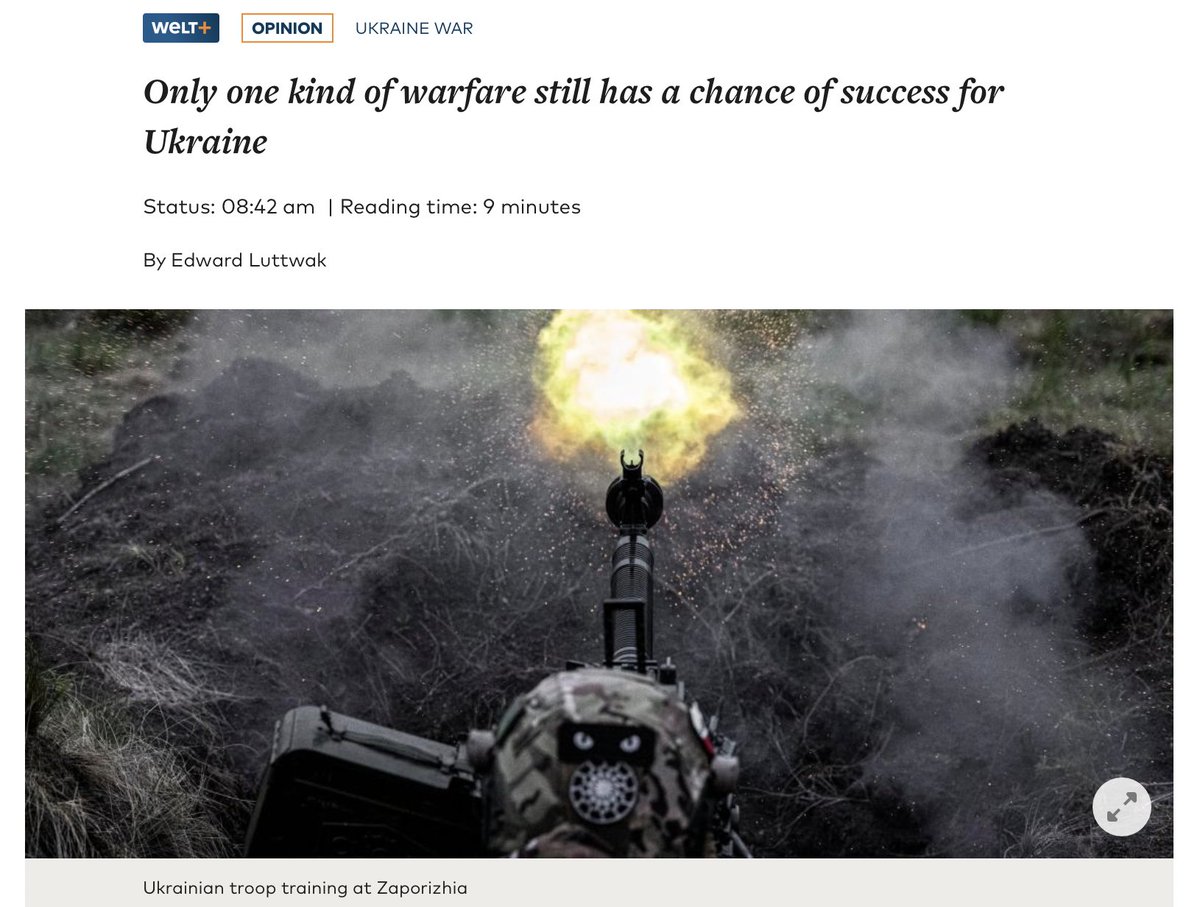 WELT+ OPINION UKRAINE WAR
Only one kind of warfare still has a chance of success for
Ukraine
Status: 08:42 am | Reading time: 9 minutes
By Edward Luttwak
Ukrainian troop training at Zaporizhia